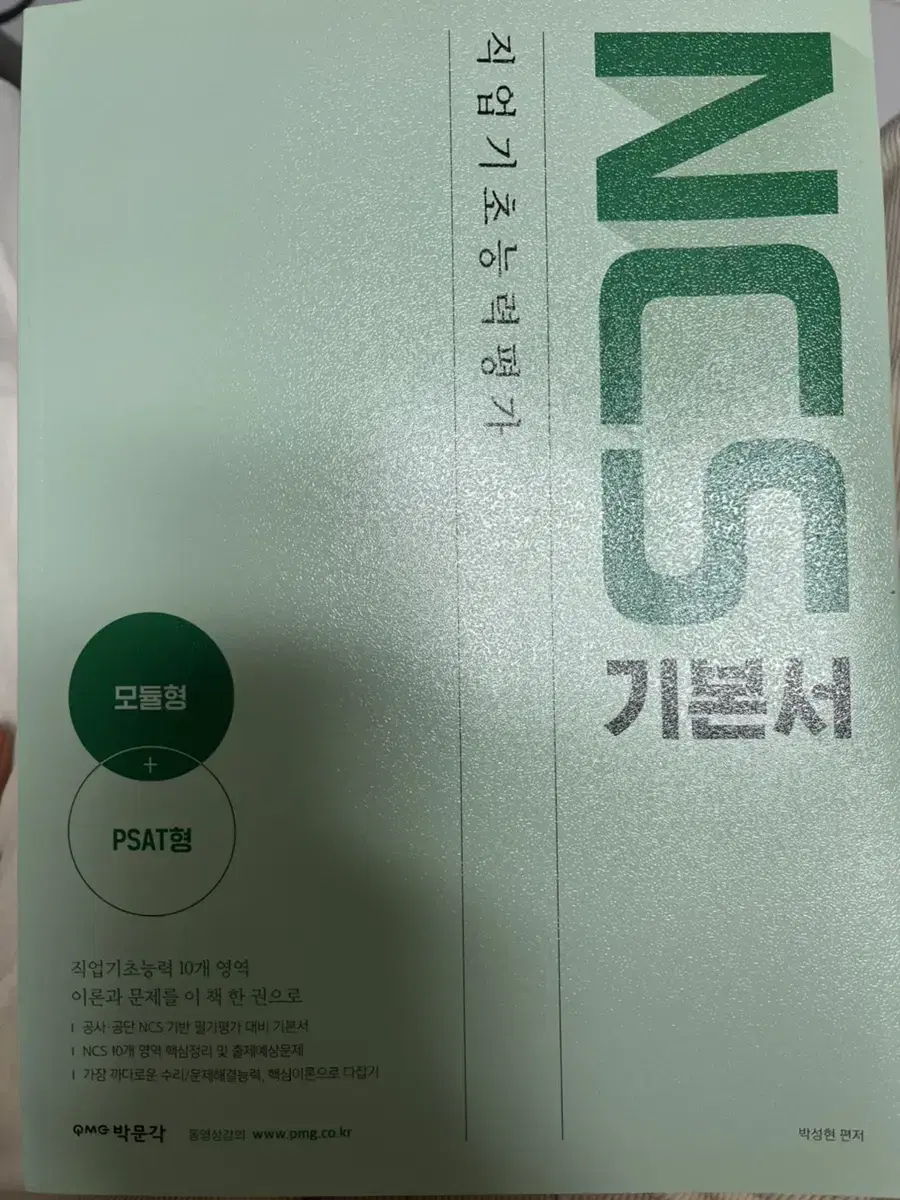 NCS
기본서
직업기초능력평가
모듈형
+
PSAT형
직업기초능력 10개 영역
이론과 문제를 이 책 한 권으로
ㅣ 공사·공단 NCS 기반 필기평가 대비 기본서
ㅣ NCS 10개 영역 핵심정리 및 출제예상문제
ㅣ 가장 까다로운 수리/문제해결능력, 핵심이론으로 다잡기
PMG 박문각 동영상강의 www.pmg.co.kr
박성현 편저